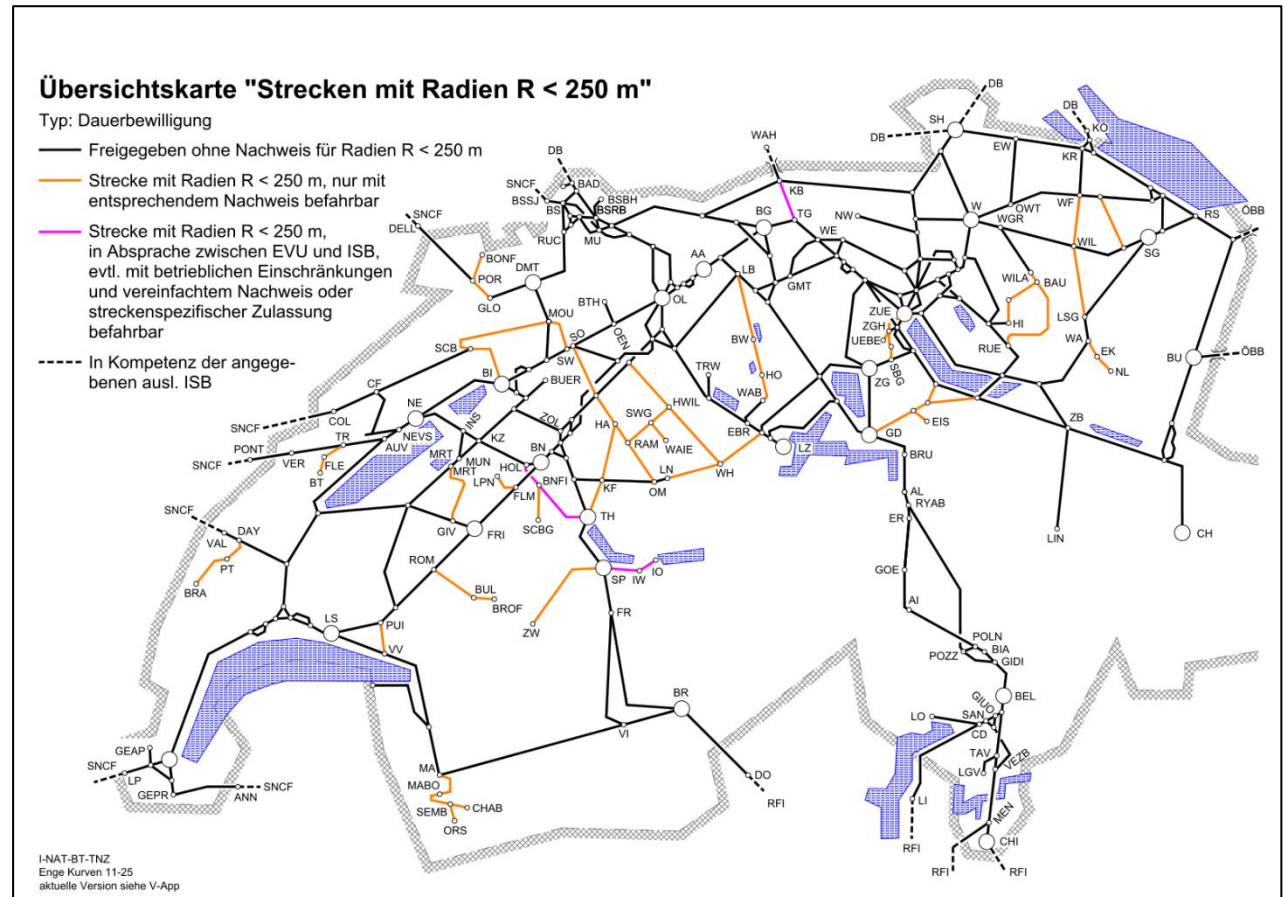 Übersichtskarte "Strecken mit Radien R < 250 m"
Typ: Dauerbewilligung
Freigegeben ohne Nachweis für Radien R < 250 m
Strecke mit Radien R < 250 m, nur mit
entsprechendem Nachweis befahrbar
Strecke mit Radien R < 250 m,
in Absprache zwischen EVU und ISB,
evtl. mit betrieblichen Einschränkungen
und vereinfachtem Nachweis oder
streckenspezifischer Zulassung
befahrbar
In Kompetenz der angege-
benen ausl. ISB
DB
SH
DB
DB
KO
EW
KR
WAH
KB
DB
BAD
SNCF
BSSJ
BS
BSBH
BSRB
RUC
MU
BG
TG
NW
WE
W
OWT
WGR
WF
WIL
RS
ÖBB
SG
SNCF
DELL
BONF
POR
GLO
DMT
AA
LB
GMT
OL
BTH
OEN
MOU
SO
SW
SCB
BI
BUER
ZUE
ZGH
UEBE
SBG
ZG
WILA
BAU
HI
RUE
LSG
WA
EK
NL
BU
ÖBB
BW
HO
WAB
TRW
EBR
LZ
GD
EIS
ZB
CF
COL
SNCF
NE
NEVS
AUV
INS
ZOL
KZ
BN
HOL
MUN
MRT
MRT
LPN
FLM
BNFI
SCBG
HWIL
SWG
HA
RAM
WAIE
LN
OM
WH
KF
TH
PONT
SNCF
VER
TR
FLE
BT
BRU
AL
RYAB
ER
LIN
CH
SNCF
DAY
VAL
PT
BRA
GIV
FRI
ROM
BUL
BROF
ZW
SP
IW
IO
FR
GOE
AI
LS
PUI
VV
POLN
POZZ
BIA
GIDI
BEL
GIUO
SAN
LO
CD
TAV
VEZB
LGV
BR
VI
DO
RFI
LI
RFI
MEN
CHI
RFI
RFI
GEAP
SNCF
LP
GEPR
ANN
SNCF
MA
MABO
SEMB
CHAB
ORS
I-NAT-BT-TNZ
Enge Kurven 11-25
aktuelle Version siehe V-App